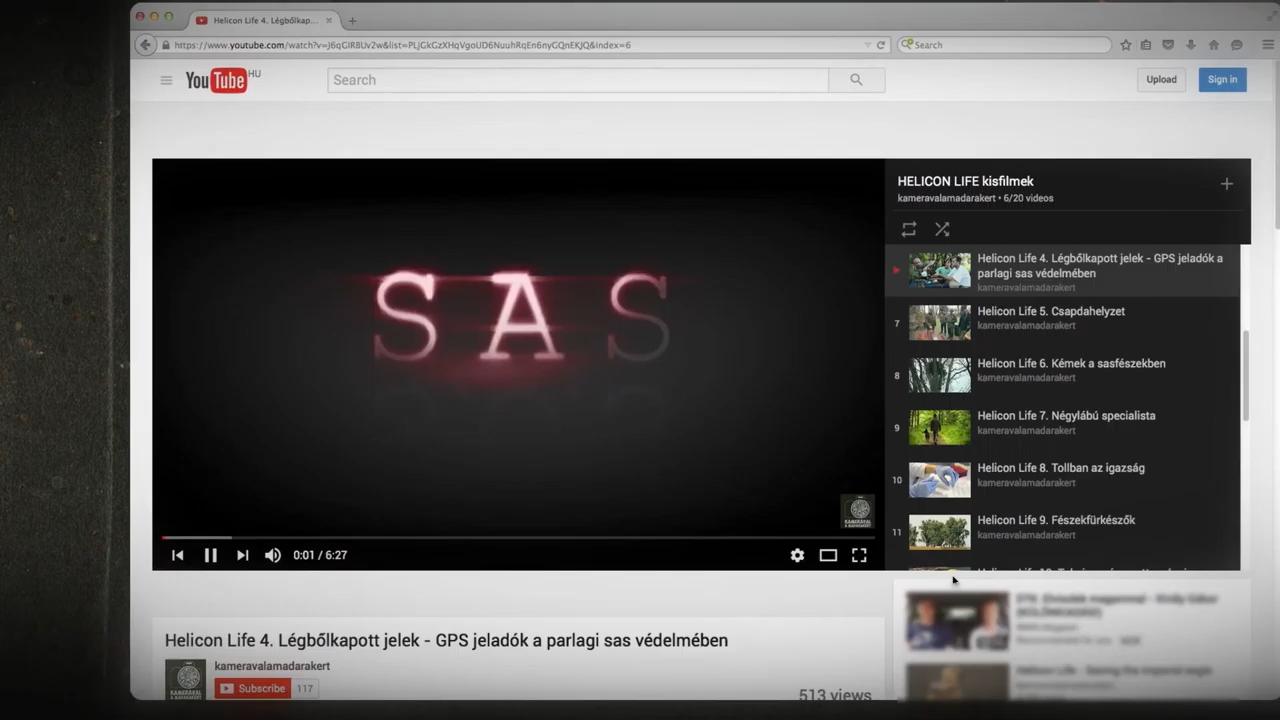 Helicon Life 4. Légbőlkap...
https://www.youtube.com/watch?v=J6qGIRBUv2w&list=PLjGkGzXHqVgoUD6NuuhRqEn6nyGQnEKJQ&index=6
Search
YouTube HU
Search
Upload
Sign in
SAS
KAMERÁVAL A MADARAKÉRT
0:01 / 6:27
HELICON LIFE kisfilmek
kameravalamadarakert • 6/20 videos
Helicon Life 4. Légbőlkapott jelek - GPS jeladók a
parlagi sas védelmében
kameravalamadarakert
7
Helicon Life 5. Csapdahelyzet
kameravalamadarakert
8
Helicon Life 6. Kémek a sasfészekben
kameravalamadarakert
9
Helicon Life 7. Négylábú specialista
kameravalamadarakert
10
Helicon Life 8. Tollban az igazság
kameravalamadarakert
11
Helicon Life 9. Fészekfürkészők
kameravalamadarakert
Helicon Life 4. Légbőlkapott jelek - GPS jeladók a parlagi sas védelmében
kameravalamadarakert
Subscribe 117
513 views